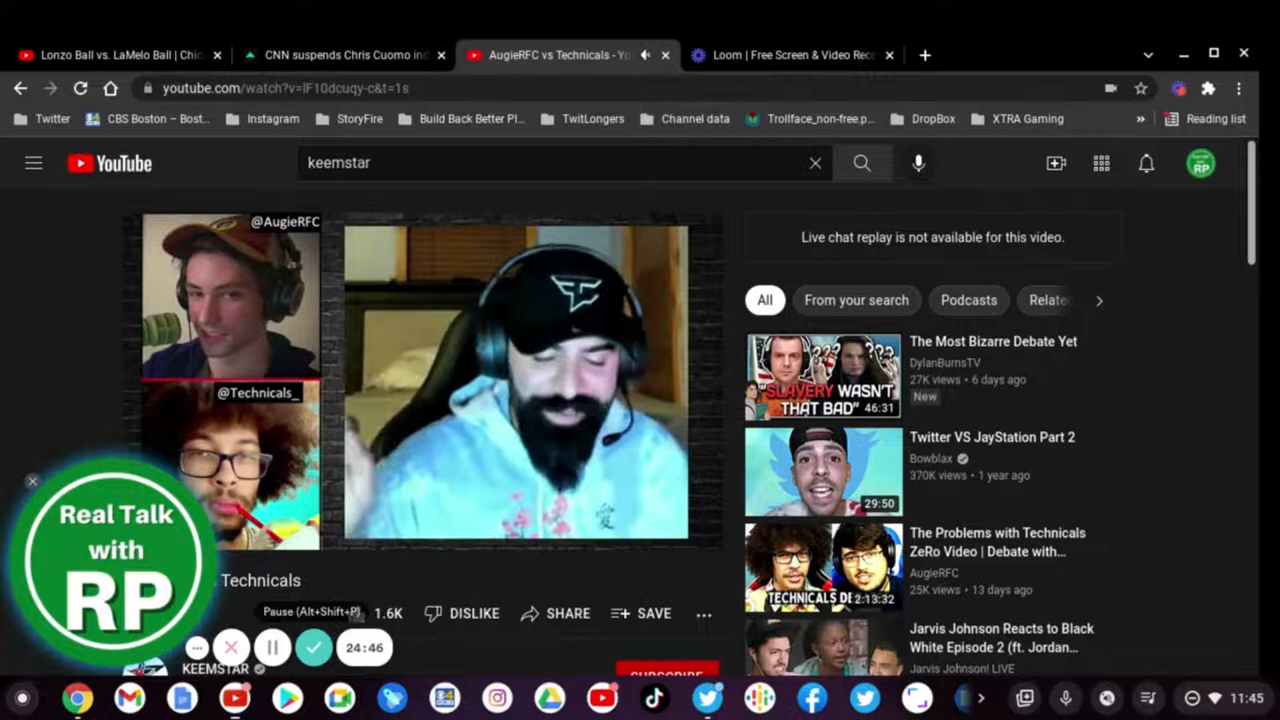 Lonzo Ball vs. LaMelo Ball | Chic
CNN suspends Chris Cuomo ind
AugieRFC vs Technicals - Yo
Loom | Free Screen & Video Rec
youtube.com/watch?v=lF10dcuqy-c&t=1s
Twitter
CBS Boston – Bost...
Instagram
StoryFire
Build Back Better Pl...
TwitLongers
Channel data
Trollface_non-free.p...
DropBox
XTRA Gaming
»
Reading list
YouTube
keemstar
RP
@AugieRFC
@Technicals_
愛
Live chat replay is not available for this video.
All
From your search
Podcasts
Relate
The Most Bizarre Debate Yet
DylanBurnsTV
27K views • 6 days ago
New
"SLAVERY WASN'T
THAT BAD"
46:31
Twitter VS JayStation Part 2
Bowblax
370K views • 1 year ago
29:50
The Problems with Technicals
ZeRo Video | Debate with...
AugieRFC
25K views • 13 days ago
TECHNICALS DE
2:13:32
Jarvis Johnson Reacts to Black
White Episode 2 (ft. Jordan...
Jarvis Johnson! LIVE
Real Talk
with
RP
Technicals
Pause (Alt+Shift+P)
1.6K
DISLIKE
SHARE
SAVE
24:46
KEEMSTAR
SUBSCRIBE
11:45